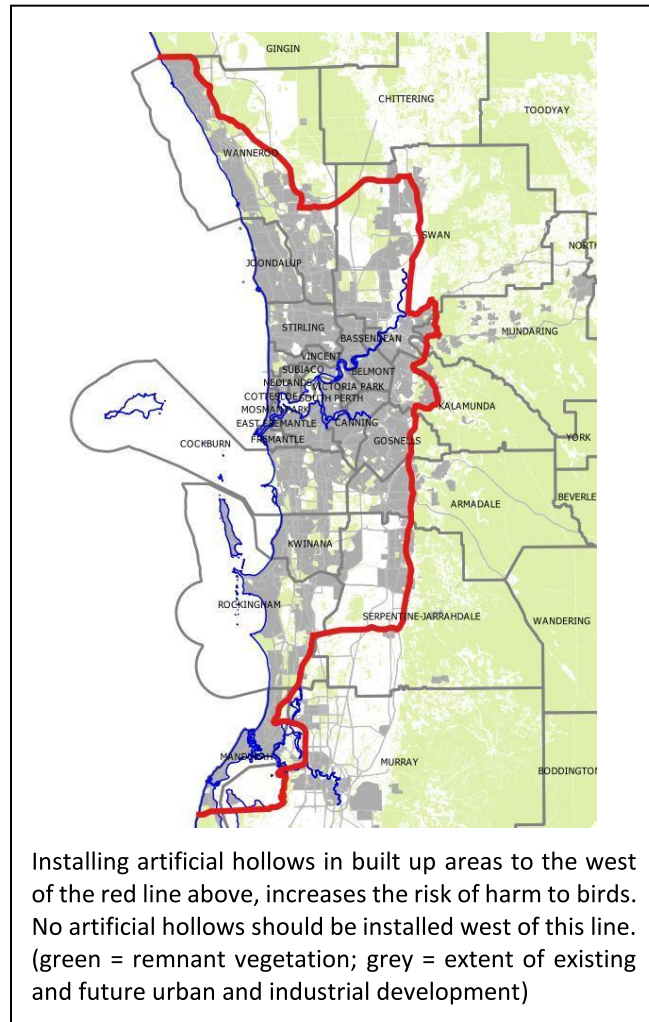 GINGIN
CHITTERING
TOODYAY
WANNEROO
SWAN
NORTH
JOONDALUP
STIRLING
BASSENDEAN
MUNDARING
VINCENT
SUBIACO
BELMONT
NEDLANDS
VICTORIA PARK
COTTESLOE
SOUTH PERTH
MOSMAN PARK
KALAMUNDA
EAST FREMANTLE
CANNING
COCKBURN
FREMANTLE
GOSNELLS
YORK
BEVERLE
ARMADALE
KWINANA
ROCKINGHAM
SERPENTINE-JARRAHDALE
WANDERING
MANDURAH
MURRAY
BODDINGTON
Installing artificial hollows in built up areas to the west
of the red line above, increases the risk of harm to birds.
No artificial hollows should be installed west of this line.
(green = remnant vegetation; grey = extent of existing
and future urban and industrial development)